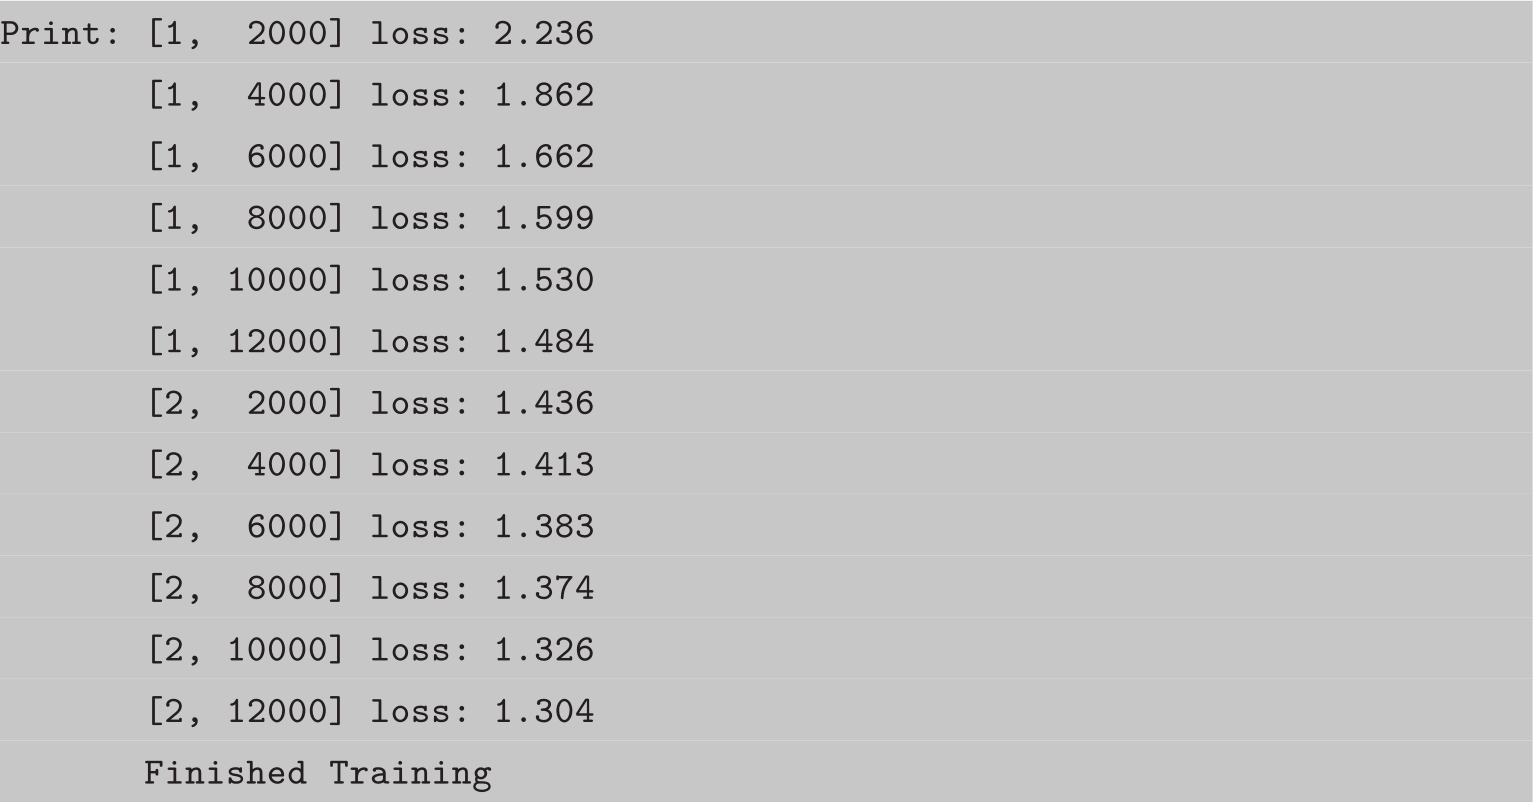 Print: [1,  2000] loss: 2.236
       [1,  4000] loss: 1.862
       [1,  6000] loss: 1.662
       [1,  8000] loss: 1.599
       [1, 10000] loss: 1.530
       [1, 12000] loss: 1.484
       [2,  2000] loss: 1.436
       [2,  4000] loss: 1.413
       [2,  6000] loss: 1.383
       [2,  8000] loss: 1.374
       [2, 10000] loss: 1.326
       [2, 12000] loss: 1.304
       Finished Training